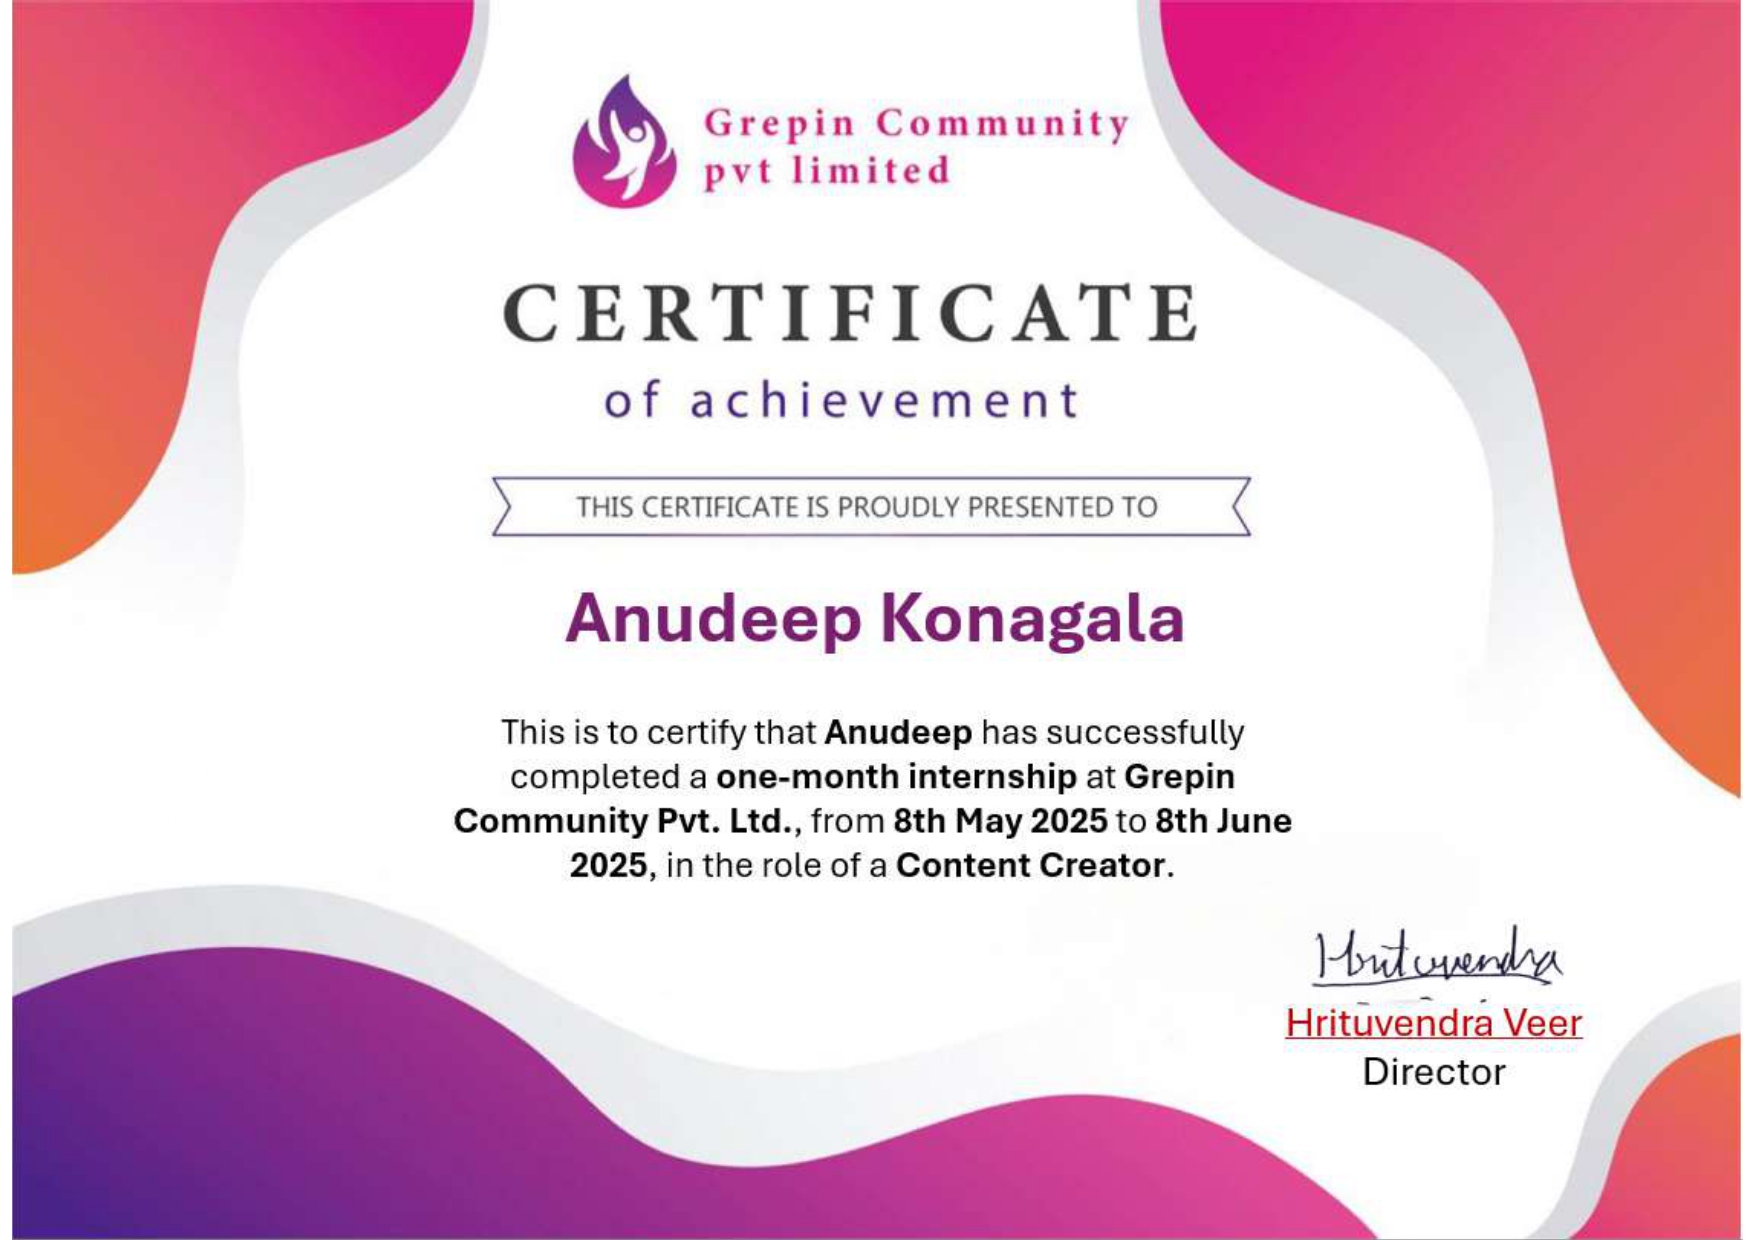 Grepin Community
pvt limited
CERTIFICATE
of achievement
THIS CERTIFICATE IS PROUDLY PRESENTED TO
Anudeep Konagala
This is to certify that Anudeep has successfully
completed a one-month internship at Grepin
Community Pvt. Ltd., from 8th May 2025 to 8th June
2025, in the role of a Content Creator.
Hrituvendra
Hrituvendra Veer
Director